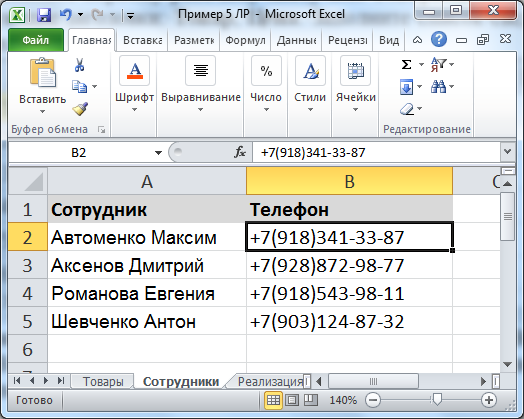 Пример 5 ЛР - Microsoft Excel
Файл Главная Вставка Разметк Формул Данные Рецензі Вид
Вставить Шрифт Выравнивание Число Стили Ячейки
Буфер обмена Редактирование
B2 fx +7(918)341-33-87
A B C
1 Сотрудник Телефон
2 Автоменко Максим +7(918)341-33-87
3 Аксенов Дмитрий +7(928)872-98-77
4 Романова Евгения +7(918)543-98-11
5 Шевченко Антон +7(903)124-87-32
6
7
Товары Сотрудники Реализация
Готово 140%